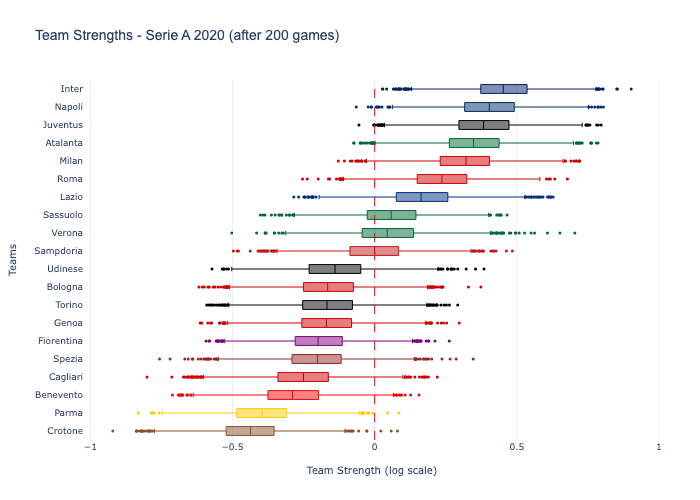 Team Strengths - Serie A 2020 (after 200 games)
Inter
Napoli
Juventus
Atalanta
Milan
Roma
Lazio
Sassuolo
Verona
Sampdoria
Udinese
Bologna
Torino
Genoa
Fiorentina
Spezia
Cagliari
Benevento
Parma
Crotone
Teams
−1
−0.5
0
0.5
1
Team Strength (log scale)